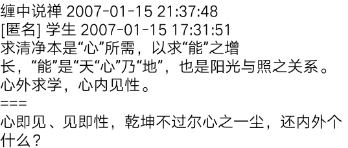 缠中说禅 2007-01-15 21:37:48
[匿名] 学生 2007-01-15 17:31:51
求清净本是“心”所需，以求“能”之增
长，“能”是“天“心”乃“地”，也是阳光与照之关系。
心外求学，心内见性。
===
心即见、见即性，乾坤不过尔心之一尘，还内外个
什么？